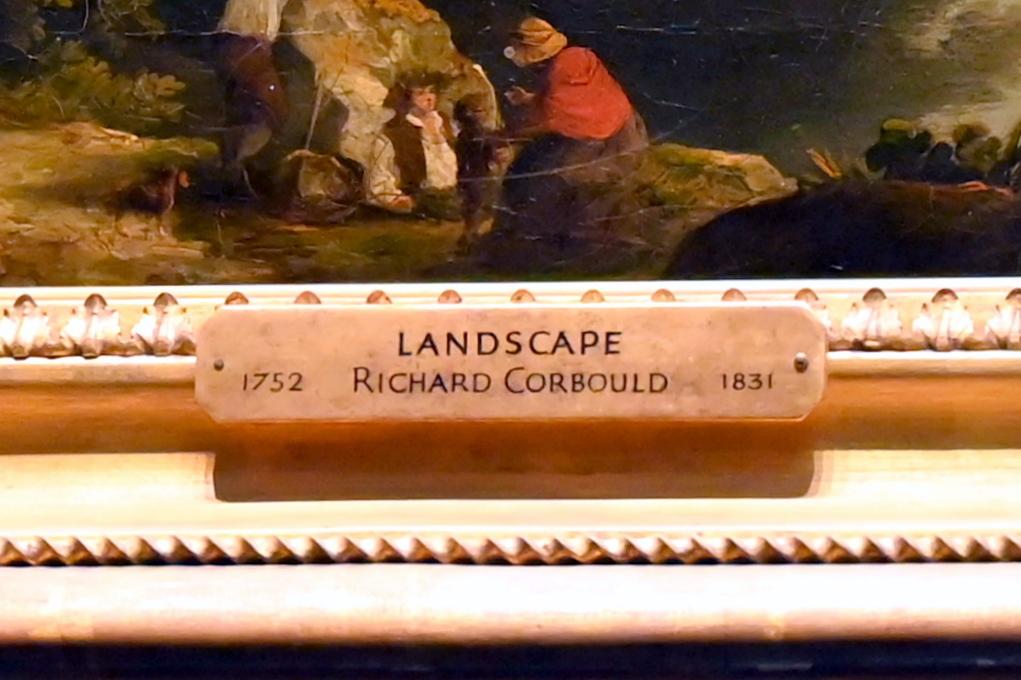 LANDSCAPE
1752 RICHARD CORBOULD 1831